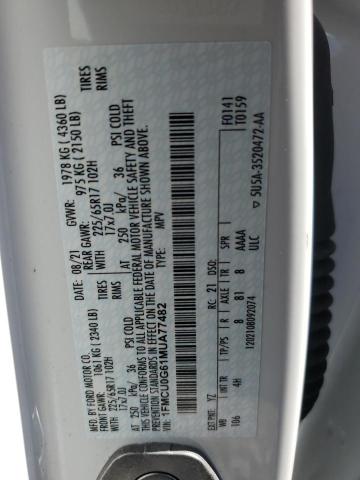 MFD. BY FORD MOTOR CO.
DATE: 08/21 GVWR: 1978 KG ( 4360 LB)
FRONT GAWR: 1061 KG ( 2340 LB) REAR GAWR: 975 KG ( 2150 LB)
WITH 225/65R17 102H TIRES WITH 225/65R17 102H TIRES
17x7.0J RIMS 17x7.0J RIMS
AT 250 kPa/ 36 PSI COLD AT 250 kPa/ 36 PSI COLD
THIS VEHICLE CONFORMS TO ALL APPLICABLE FEDERAL MOTOR VEHICLE SAFETY AND THEFT
PREVENTION STANDARDS IN EFFECT ON THE DATE OF MANUFACTURE SHOWN ABOVE.
VIN: 1FMCU0G61MUA77482
TYPE: MPV
F0141
T0159
EXT PNT: YZ RC: 21 DSO:
WB INT TR TP/PS R AXLE TR SPR
106 4H 8 81 8 AAAA
ULC
1202108092074
5U5A-3520472-AA